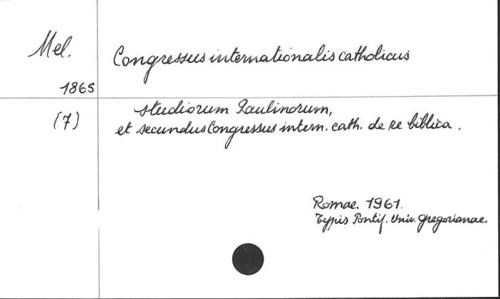 Mel.
Congressus internationalis catholicus
1865
(7)
studiorum Paulinorum,
et secundus Congressus intern. cath. de re biblica.
Romae. 1961.
Typis Pontif. Univ. Gregorianae.